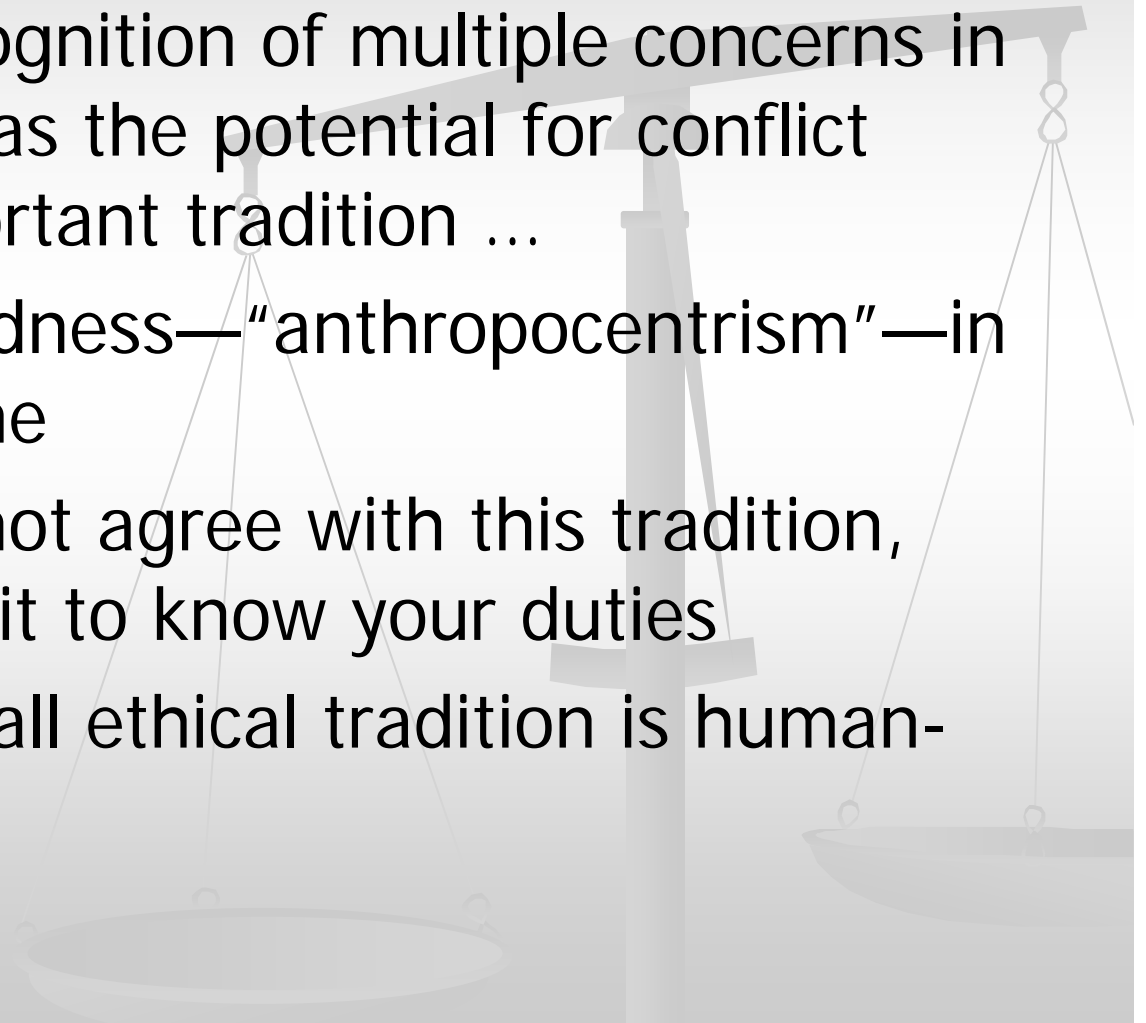 ognition of multiple concerns in
as the potential for conflict
rtant tradition …
dness—“anthropocentrism”—in
ne
not agree with this tradition,
it to know your duties
all ethical tradition is human-